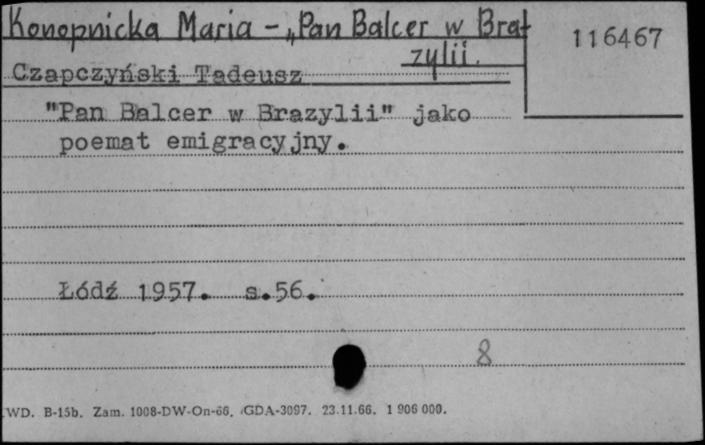 Konopnicka Maria - „Pan Balcer w Bra-
zylii.
116467
Czapczyński Tadeusz
"Pan Balcer w Brazylii" jako
poemat emigracyjny.
Łódź 1957. s.56.
8
WD. B-15b. Zam. 1008-DW-On-66. GDA-3097. 23.11.66. 1 906 000.